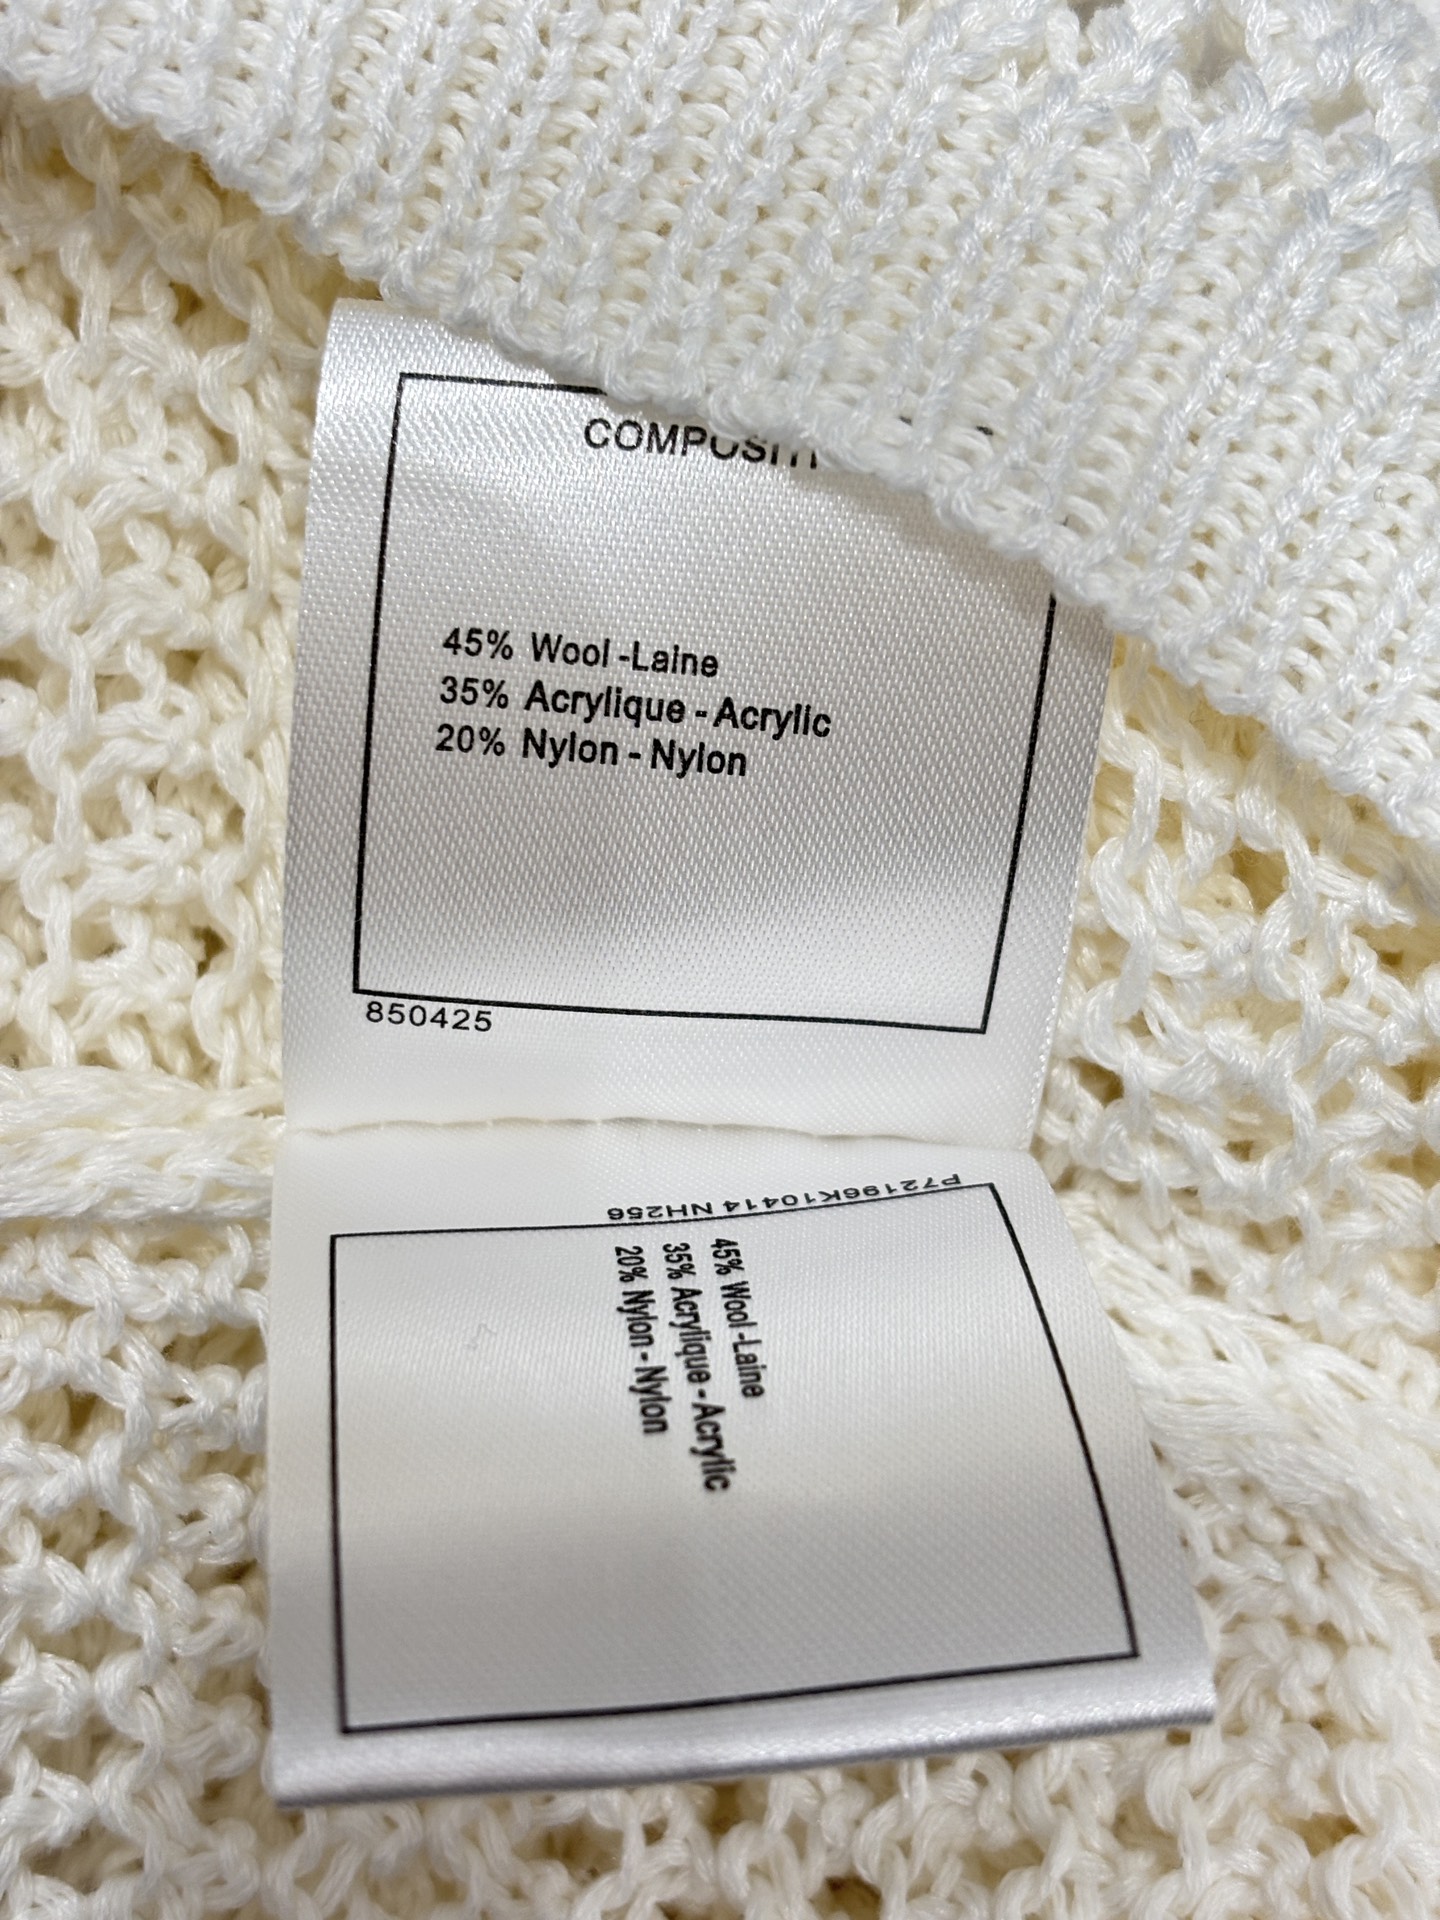 COMPOSITI
45% Wool -Laine
35% Acrylique - Acrylic
20% Nylon - Nylon
850425
P72196K10414 NH256
45% Wool -Laine
35% Acrylique - Acrylic
20% Nylon - Nylon